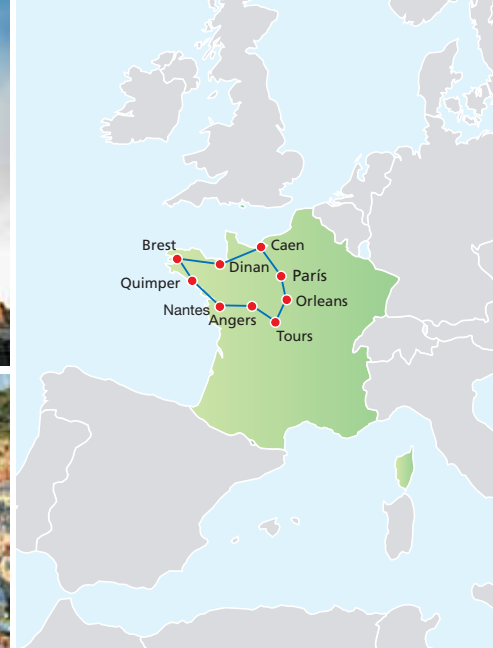 Brest
Caen
Dinan
París
Quimper
Orleans
Nantes
Angers
Tours